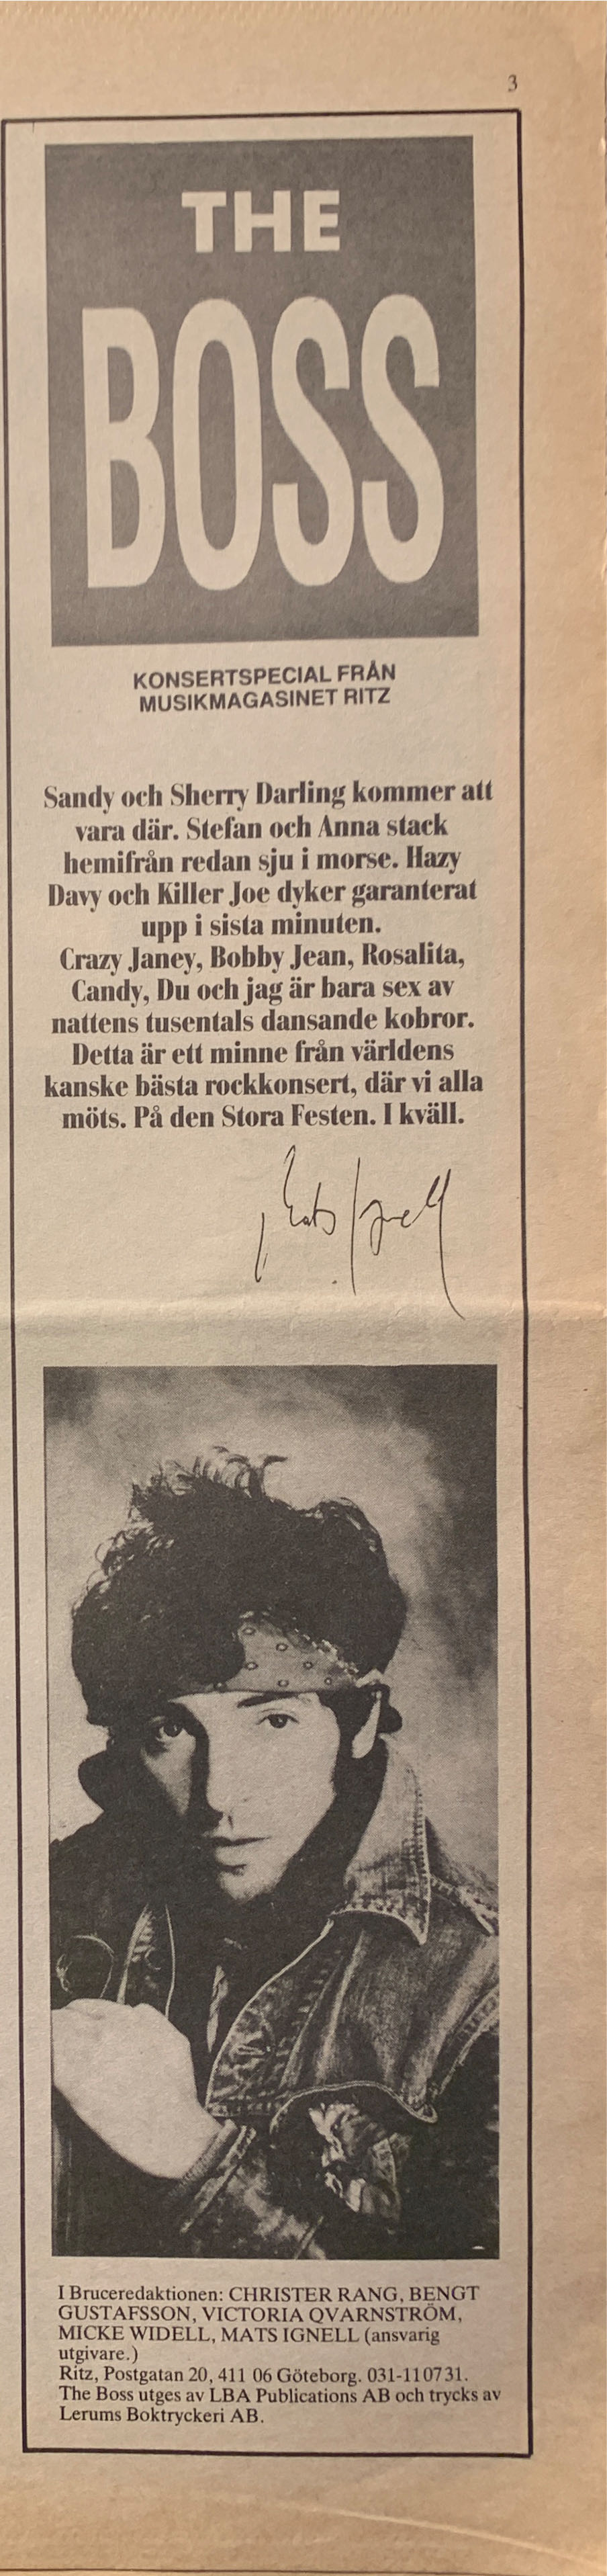 3
THE
BOSS
KONSERTSPECIAL FRÅN
MUSIKMAGASINET RITZ
Sandy och Sherry Darling kommer att
vara där. Stefan och Anna stack
hemifrån redan sju i morse. Hazy
Davy och Killer Joe dyker garanterat
upp i sista minuten.
Crazy Janey, Bobby Jean, Rosalita,
Candy, Du och jag är bara sex av
nattens tusentals dansande kobror.
Detta är ett minne från världens
kanske bästa rockkonsert, där vi alla
möts. På den Stora Festen. I kväll.
Mats Ignell
I Bruceredaktionen: CHRISTER RANG, BENGT
GUSTAFSSON, VICTORIA QVARNSTRÖM,
MICKE WIDELL, MATS IGNELL (ansvarig
utgivare.)
Ritz, Postgatan 20, 411 06 Göteborg. 031-110731.
The Boss utges av LBA Publications AB och trycks av
Lerums Boktryckeri AB.